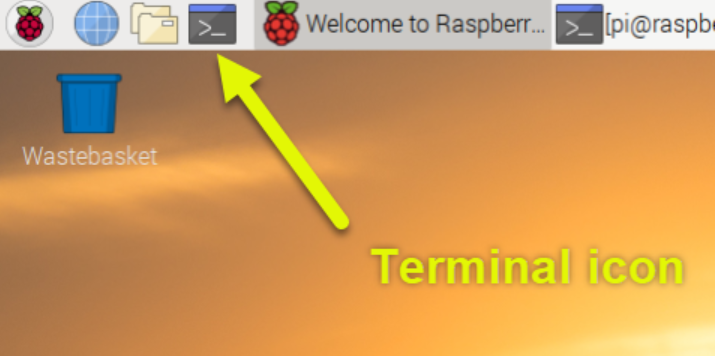 Welcome to Raspberr... [pi@raspbe
Wastebasket
Terminal icon